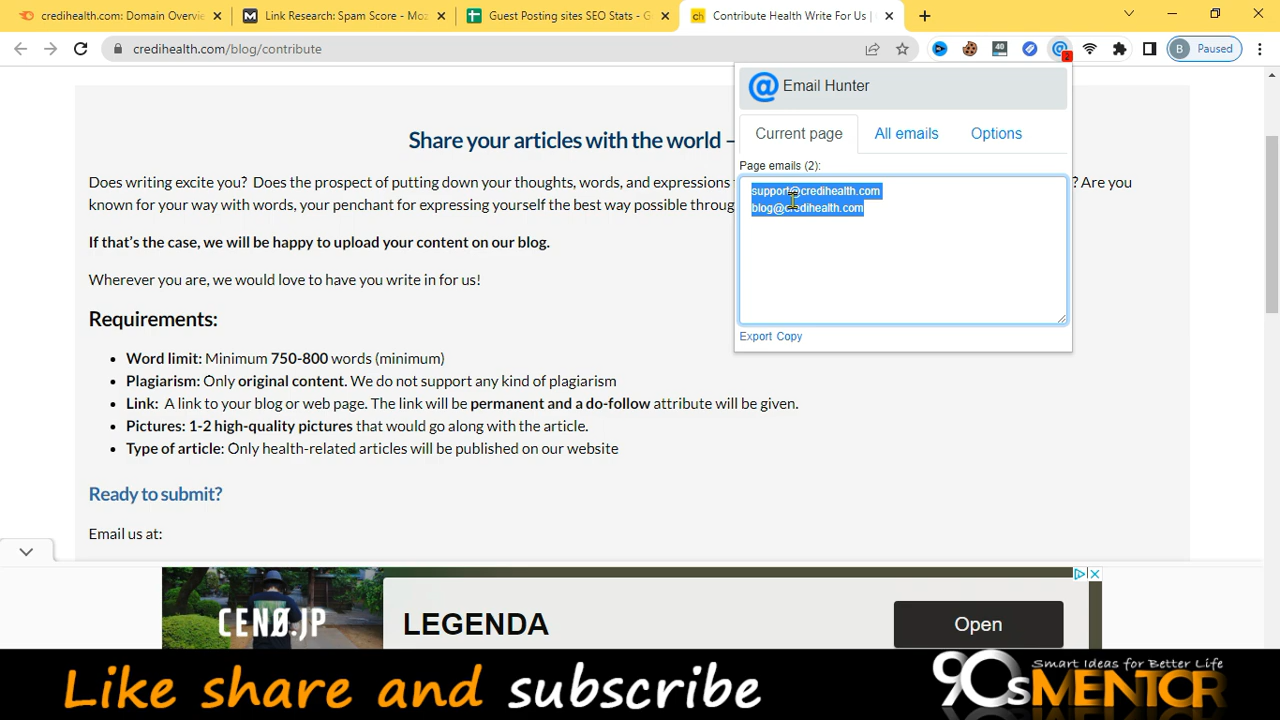 credihealth.com: Domain Overvie
Link Research: Spam Score - Moz
Guest Posting sites SEO Stats - G
ch
Contribute Health Write For Us |
credihealth.com/blog/contribute
40
2
B
Paused
Share your articles with the world –
Does writing excite you? Does the prospect of putting down your thoughts, words, and expressions
? Are you
known for your way with words, your penchant for expressing yourself the best way possible throug
If that's the case, we will be happy to upload your content on our blog.
Wherever you are, we would love to have you write in for us!
Requirements:
Word limit: Minimum 750-800 words (minimum)
Plagiarism: Only original content. We do not support any kind of plagiarism
Link: A link to your blog or web page. The link will be permanent and a do-follow attribute will be given.
Pictures: 1-2 high-quality pictures that would go along with the article.
Type of article: Only health-related articles will be published on our website
Ready to submit?
Email us at:
@ Email Hunter
Current page
All emails
Options
Page emails (2):
support@credihealth.com
blog@credihealth.com
Export Copy
CENØ.JP
LEGENDA
Open
Like share and subscribe
Smart Ideas for Better Life
90sMENTOR